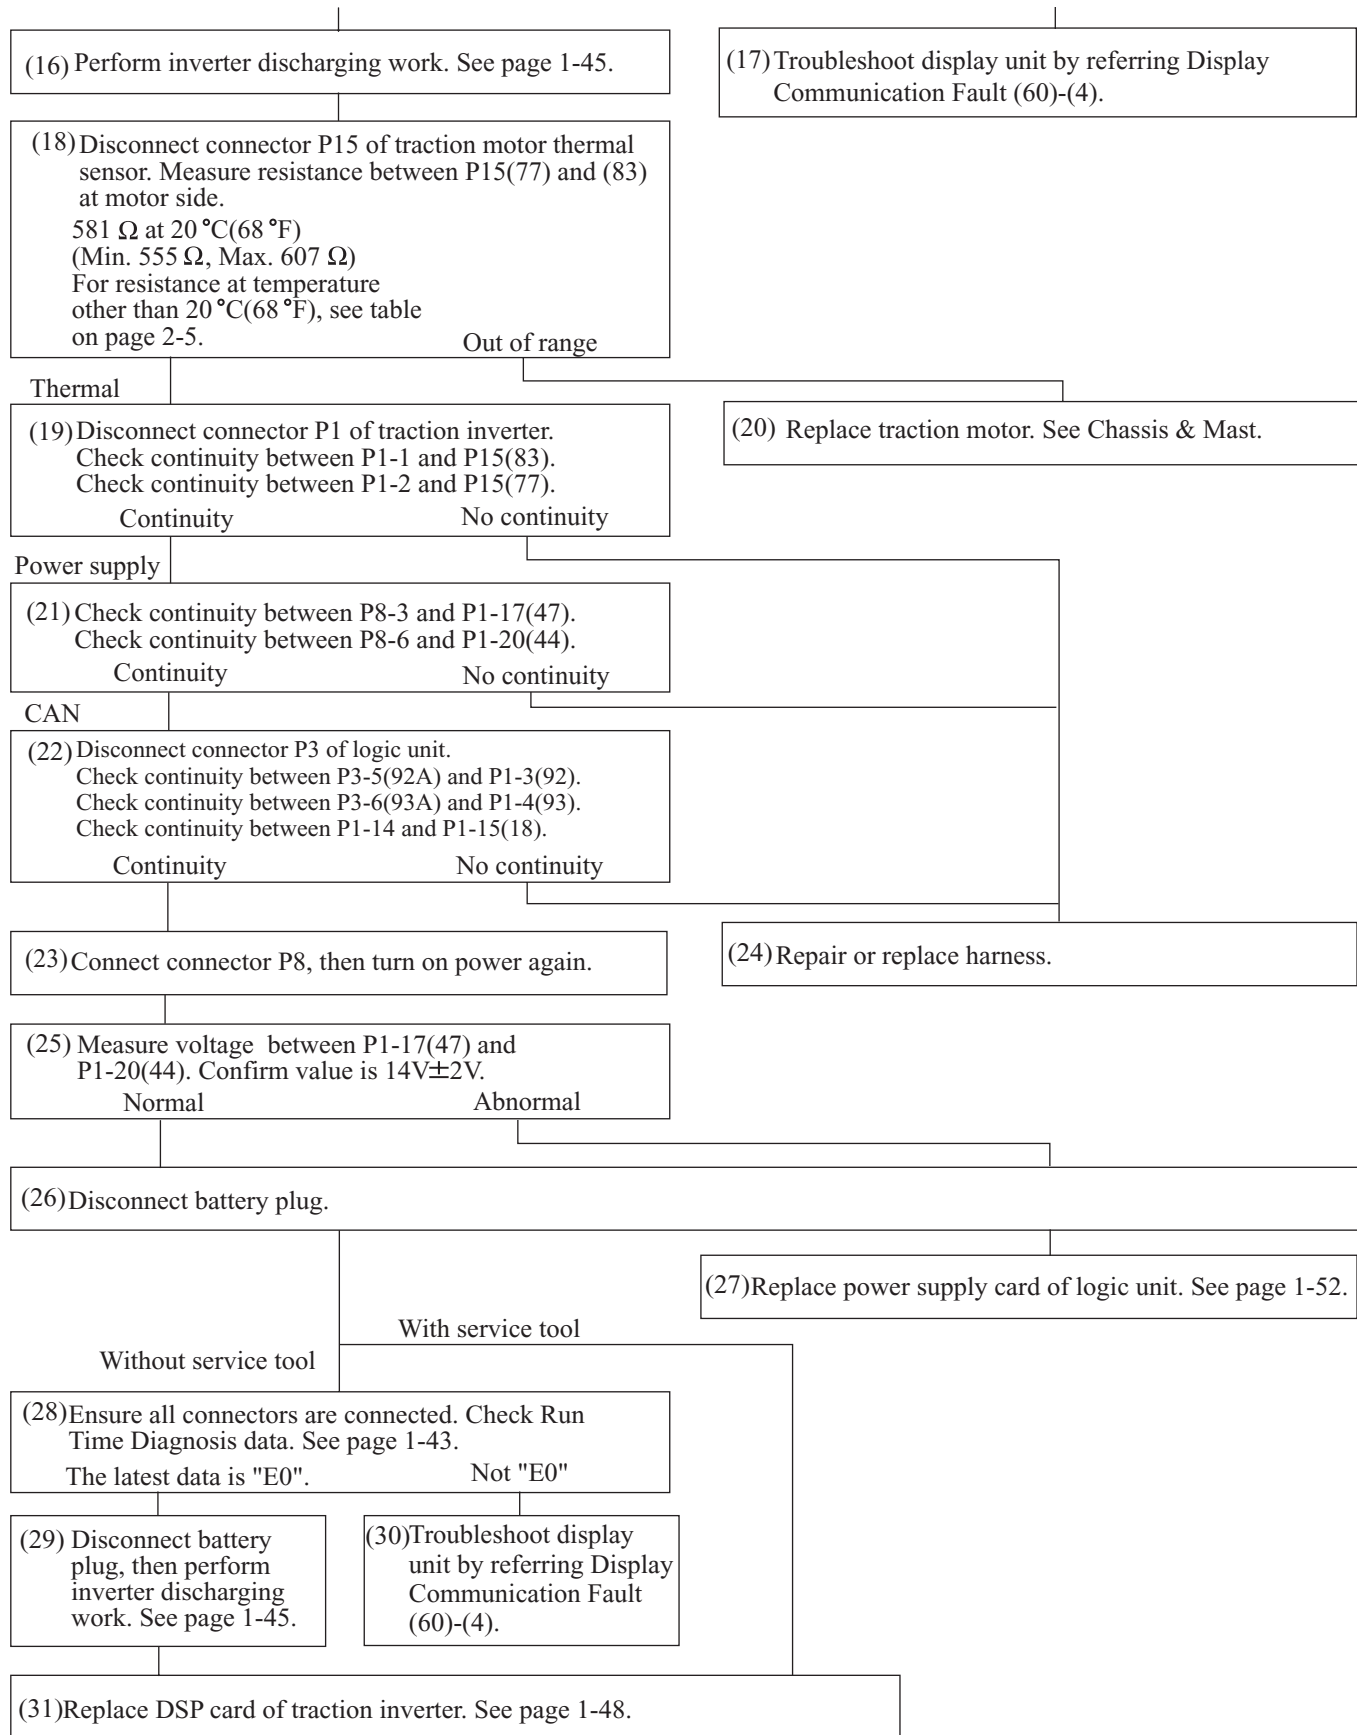 (16) Perform inverter discharging work. See page 1-45.
(17) Troubleshoot display unit by referring Display
Communication Fault (60)-(4).
(18) Disconnect connector P15 of traction motor thermal
sensor. Measure resistance between P15(77) and (83)
at motor side.
581 Ω at 20 °C(68 °F)
(Min. 555 Ω, Max. 607 Ω)
For resistance at temperature
other than 20 °C(68 °F), see table
on page 2-5.
Out of range
Thermal
(19) Disconnect connector P1 of traction inverter.
Check continuity between P1-1 and P15(83).
Check continuity between P1-2 and P15(77).
Continuity No continuity
(20) Replace traction motor. See Chassis & Mast.
Power supply
(21) Check continuity between P8-3 and P1-17(47).
Check continuity between P8-6 and P1-20(44).
Continuity No continuity
CAN
(22) Disconnect connector P3 of logic unit.
Check continuity between P3-5(92A) and P1-3(92).
Check continuity between P3-6(93A) and P1-4(93).
Check continuity between P1-14 and P1-15(18).
Continuity No continuity
(23) Connect connector P8, then turn on power again.
(24) Repair or replace harness.
(25) Measure voltage between P1-17(47) and
P1-20(44). Confirm value is 14V±2V.
Normal Abnormal
(26) Disconnect battery plug.
(27) Replace power supply card of logic unit. See page 1-52.
With service tool
Without service tool
(28) Ensure all connectors are connected. Check Run
Time Diagnosis data. See page 1-43.
The latest data is "E0". Not "E0"
(29) Disconnect battery
plug, then perform
inverter discharging
work. See page 1-45.
(30) Troubleshoot display
unit by referring Display
Communication Fault
(60)-(4).
(31) Replace DSP card of traction inverter. See page 1-48.